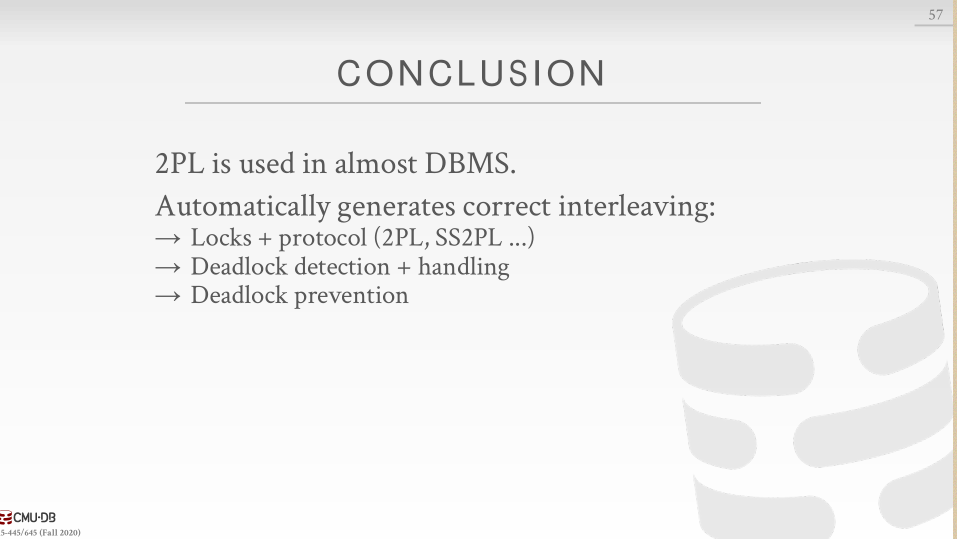 57
CONCLUSION
2PL is used in almost DBMS.
Automatically generates correct interleaving:
→ Locks + protocol (2PL, SS2PL ...)
→ Deadlock detection + handling
→ Deadlock prevention
CMU·DB
5-445/645 (Fall 2020)